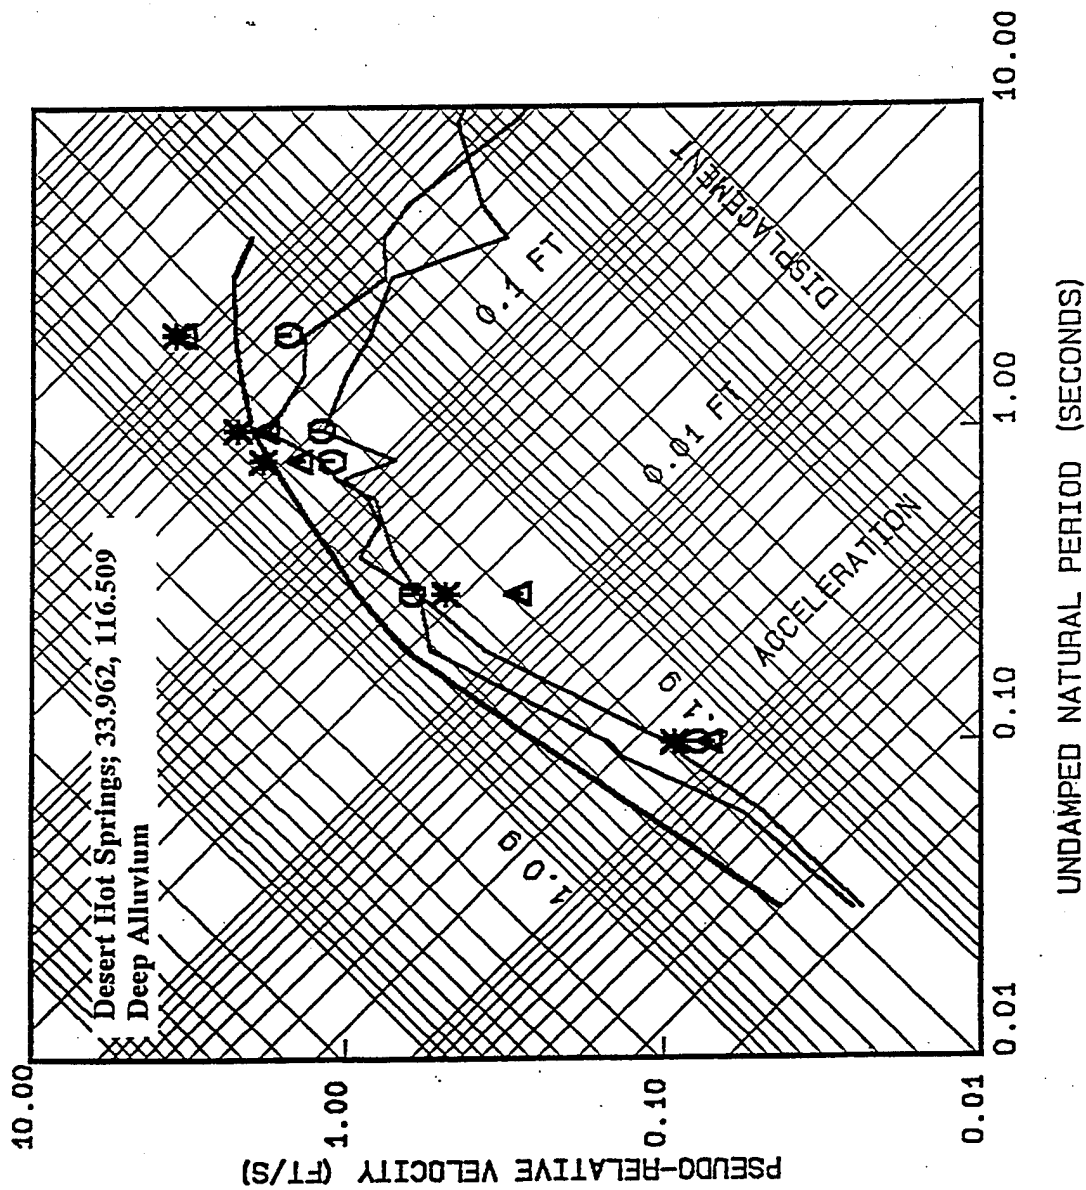 Desert Hot Springs; 33.962, 116.509
Deep Alluvium
10.00
1.00
0.10
0.01
PSEUDO-RELATIVE VELOCITY (FT/S)
1.0 g
.1 g
ACCELERATION
0.1 FT
0.01 FT
DISPLACEMENT
0.01
0.10
1.00
10.00
UNDAMPED NATURAL PERIOD (SECONDS)